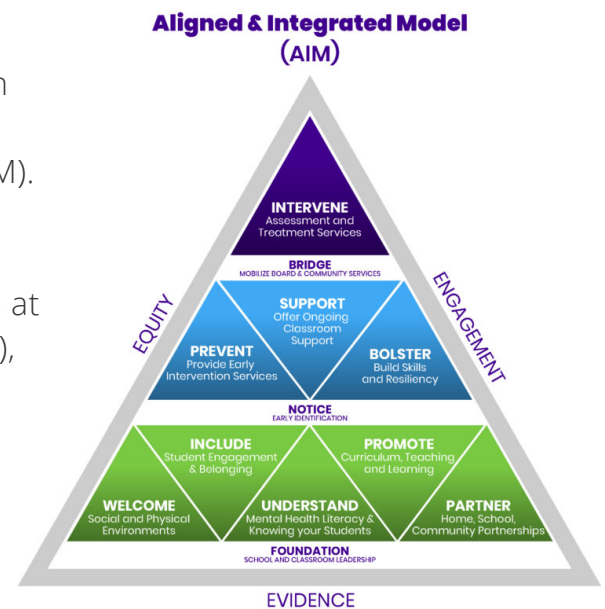 Aligned & Integrated Model
(AIM)
M).
at
),
INTERVENE
Assessment and
Treatment Services
BRIDGE
MOBILIZE BOARD & COMMUNITY SERVICES
EQUITY
ENGAGEMENT
SUPPORT
Offer Ongoing
Classroom
Support
PREVENT
Provide Early
Intervention Services
BOLSTER
Build Skills
and Resiliency
NOTICE
EARLY IDENTIFICATION
INCLUDE
Student Engagement
& Belonging
PROMOTE
Curriculum, Teaching
and Learning
WELCOME
Social and Physical
Environments
UNDERSTAND
Mental Health Literacy &
Knowing your Students
PARTNER
Home, School,
Community Partnerships
FOUNDATION
SCHOOL AND CLASSROOM LEADERSHIP
EVIDENCE